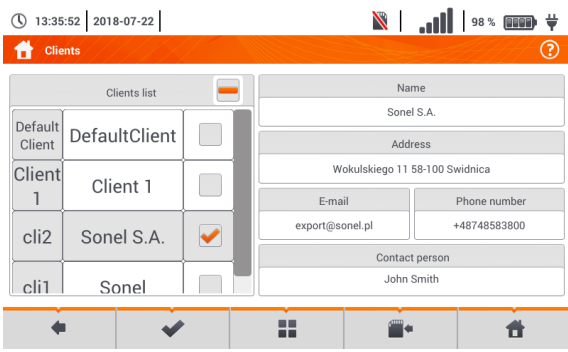 13:35:52 2018-07-22 98 %
Clients
Clients list
Default Client DefaultClient
Client 1 Client 1
cli2 Sonel S.A.
cli1 Sonel
Name
Sonel S.A.
Address
Wokulskiego 11 58-100 Swidnica
E-mail Phone number
export@sonel.pl +48748583800
Contact person
John Smith